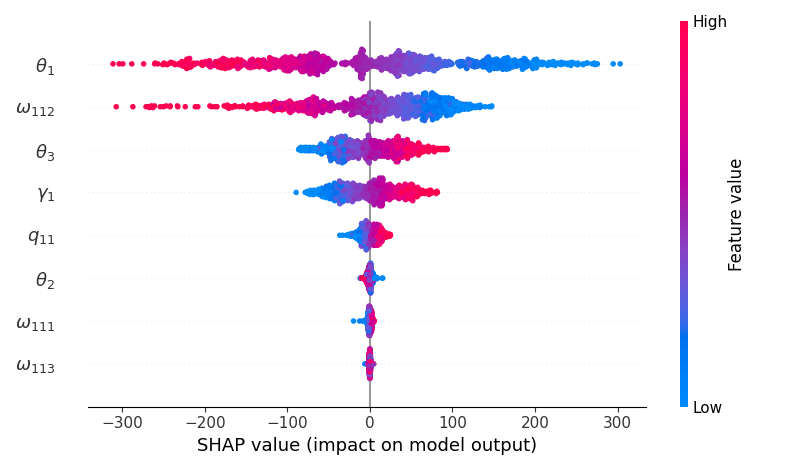 High
θ₁
ω₁₁₂
θ₃
γ₁
q₁₁
θ₂
ω₁₁₁
ω₁₁₃
Feature value
Low
−300 −200 −100 0 100 200 300
SHAP value (impact on model output)